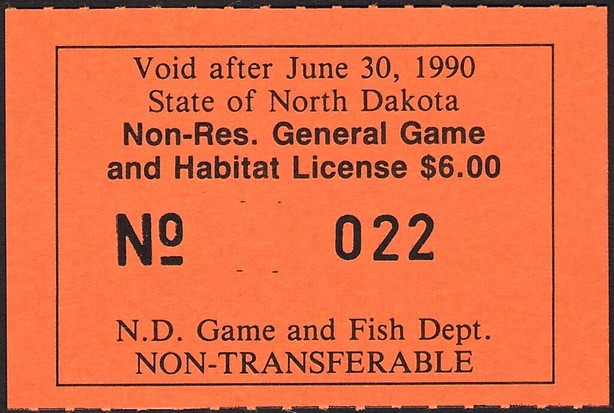 Void after June 30, 1990
State of North Dakota
Non-Res. General Game
and Habitat License $6.00
Nº 022
N.D. Game and Fish Dept.
NON-TRANSFERABLE